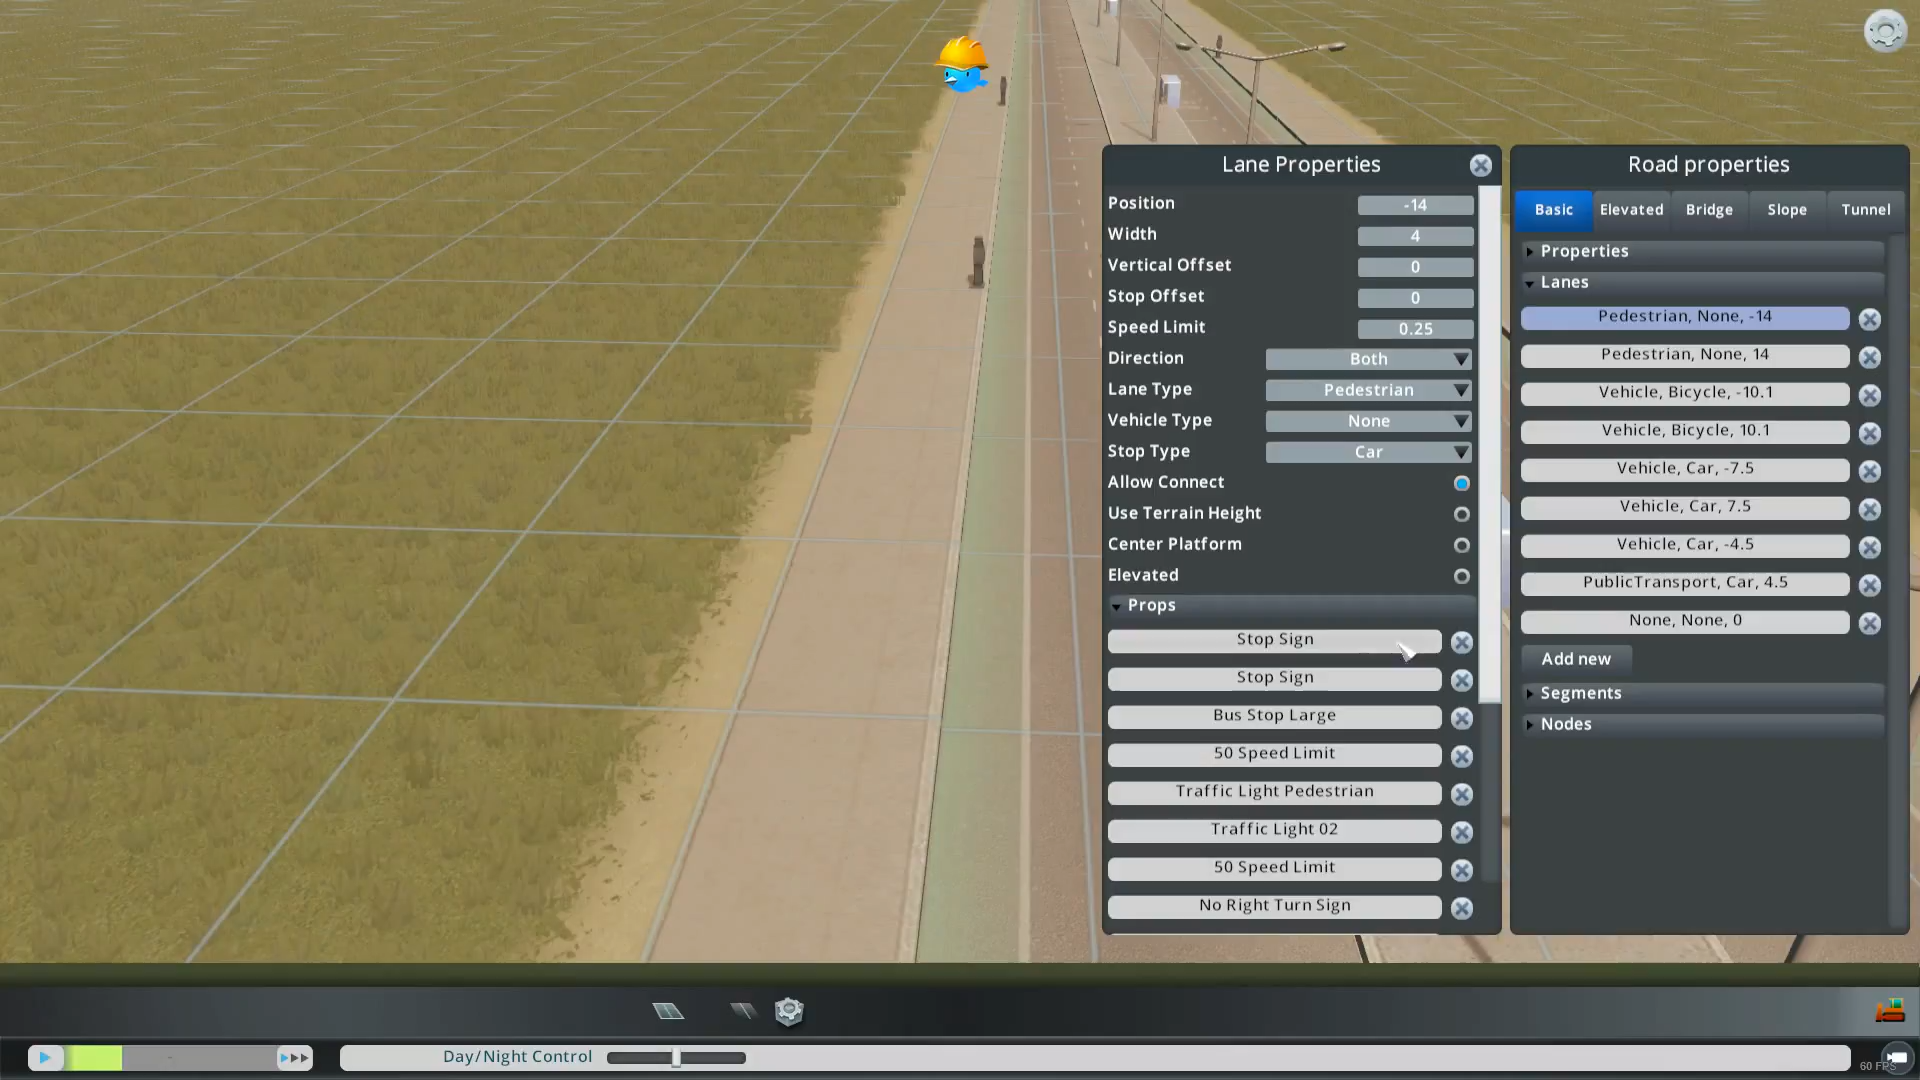 Lane Properties
Position
-14
Width
4
Vertical Offset
0
Stop Offset
0
Speed Limit
0.25
Direction
Both
Lane Type
Pedestrian
Vehicle Type
None
Stop Type
Car
Allow Connect
Use Terrain Height
Center Platform
Elevated
Props
Stop Sign
Stop Sign
Bus Stop Large
50 Speed Limit
Traffic Light Pedestrian
Traffic Light 02
50 Speed Limit
No Right Turn Sign
Road properties
Basic
Elevated
Bridge
Slope
Tunnel
Properties
Lanes
Pedestrian, None, -14
Pedestrian, None, 14
Vehicle, Bicycle, -10.1
Vehicle, Bicycle, 10.1
Vehicle, Car, -7.5
Vehicle, Car, 7.5
Vehicle, Car, -4.5
PublicTransport, Car, 4.5
None, None, 0
Add new
Segments
Nodes
-
Day/Night Control
60 FPS